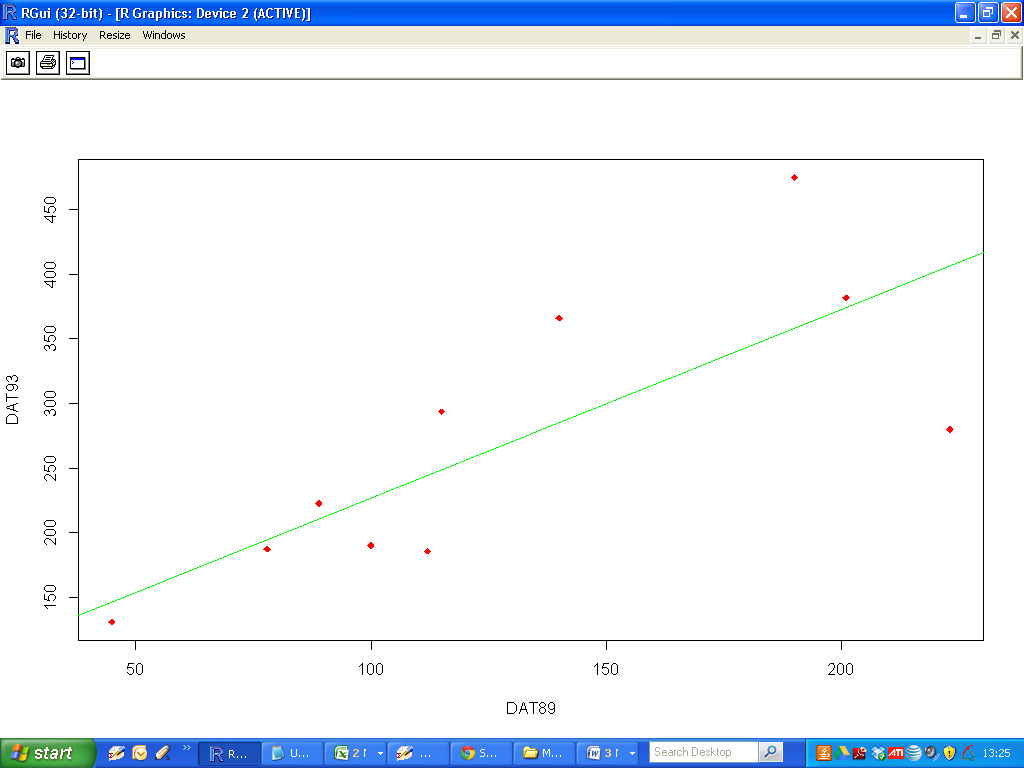 RGui (32-bit) - [R Graphics: Device 2 (ACTIVE)]
File History Resize Windows
450
400
350
300
250
200
150
DAT93
50 100 150 200
DAT89
start R... U... 2 M... S... M... 3 Search Desktop ATI 13:25